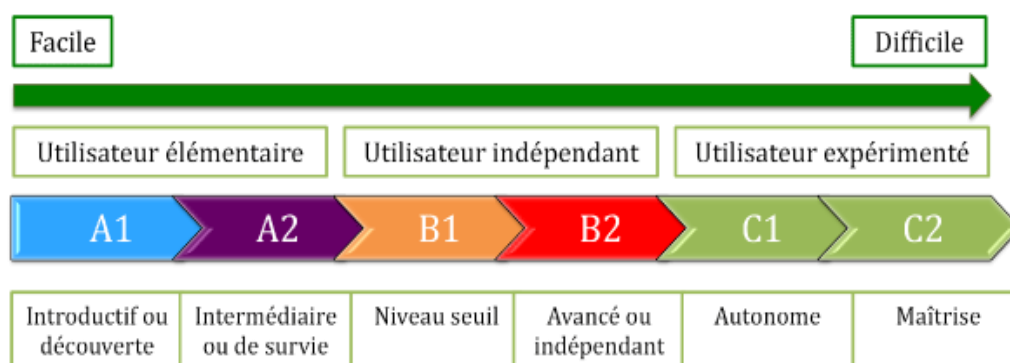 Facile
Difficile
Utilisateur élémentaire
Utilisateur indépendant
Utilisateur expérimenté
A1
A2
B1
B2
C1
C2
Introductif ou
découverte
Intermédiaire
ou de survie
Niveau seuil
Avancé ou
indépendant
Autonome
Maîtrise